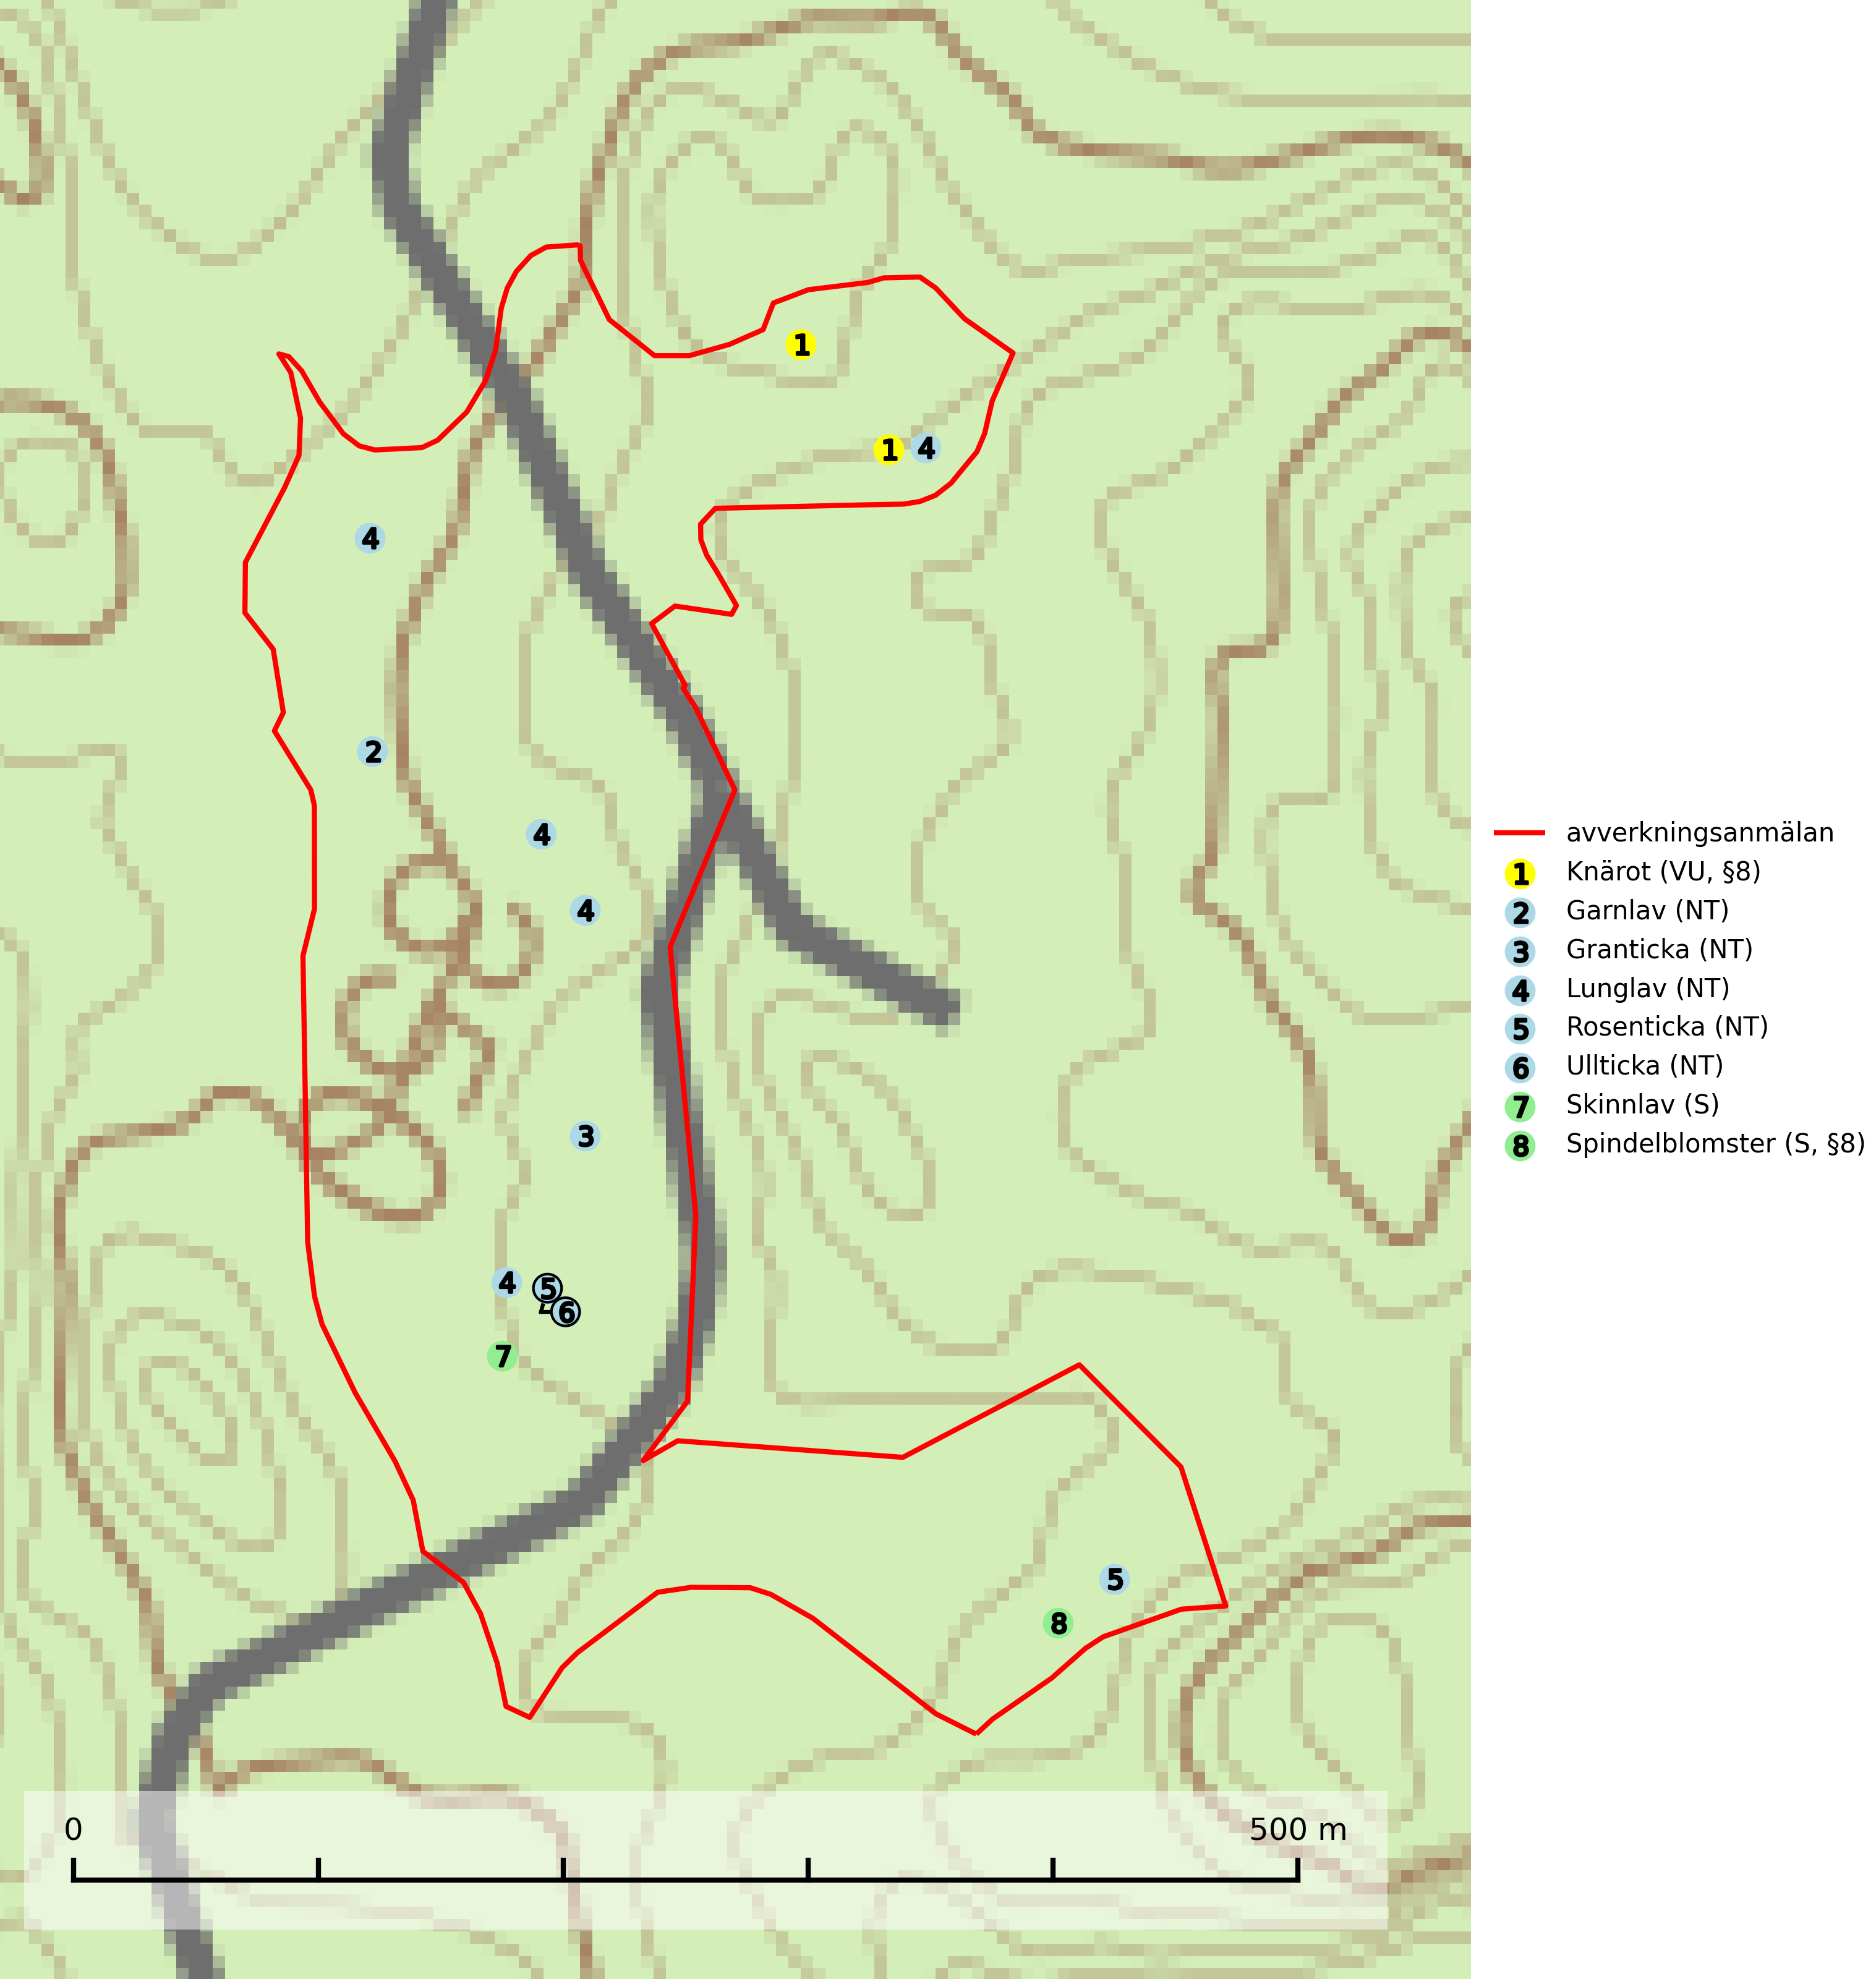 1
1 4
4
2
4
4
3
4 5
6
7
5
8
0 500 m
avverkningsanmälan
1 Knärot (VU, §8)
2 Garnlav (NT)
3 Granticka (NT)
4 Lunglav (NT)
5 Rosenticka (NT)
6 Ullticka (NT)
7 Skinnlav (S)
8 Spindelblomster (S, §8)